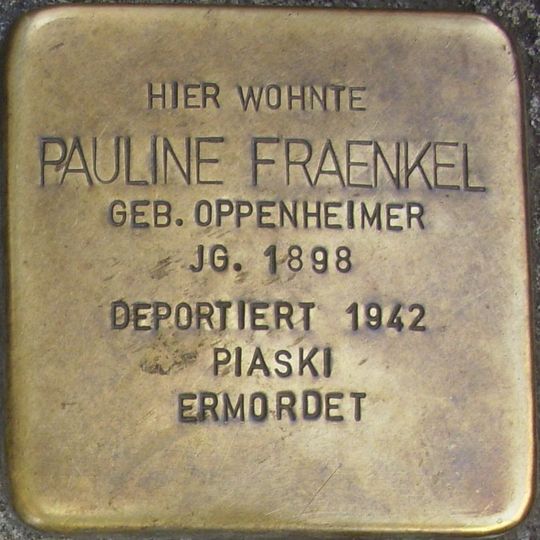 HIER WOHNTE
PAULINE FRAENKEL
GEB. OPPENHEIMER
JG. 1898
DEPORTIERT 1942
PIASKI
ERMORDET